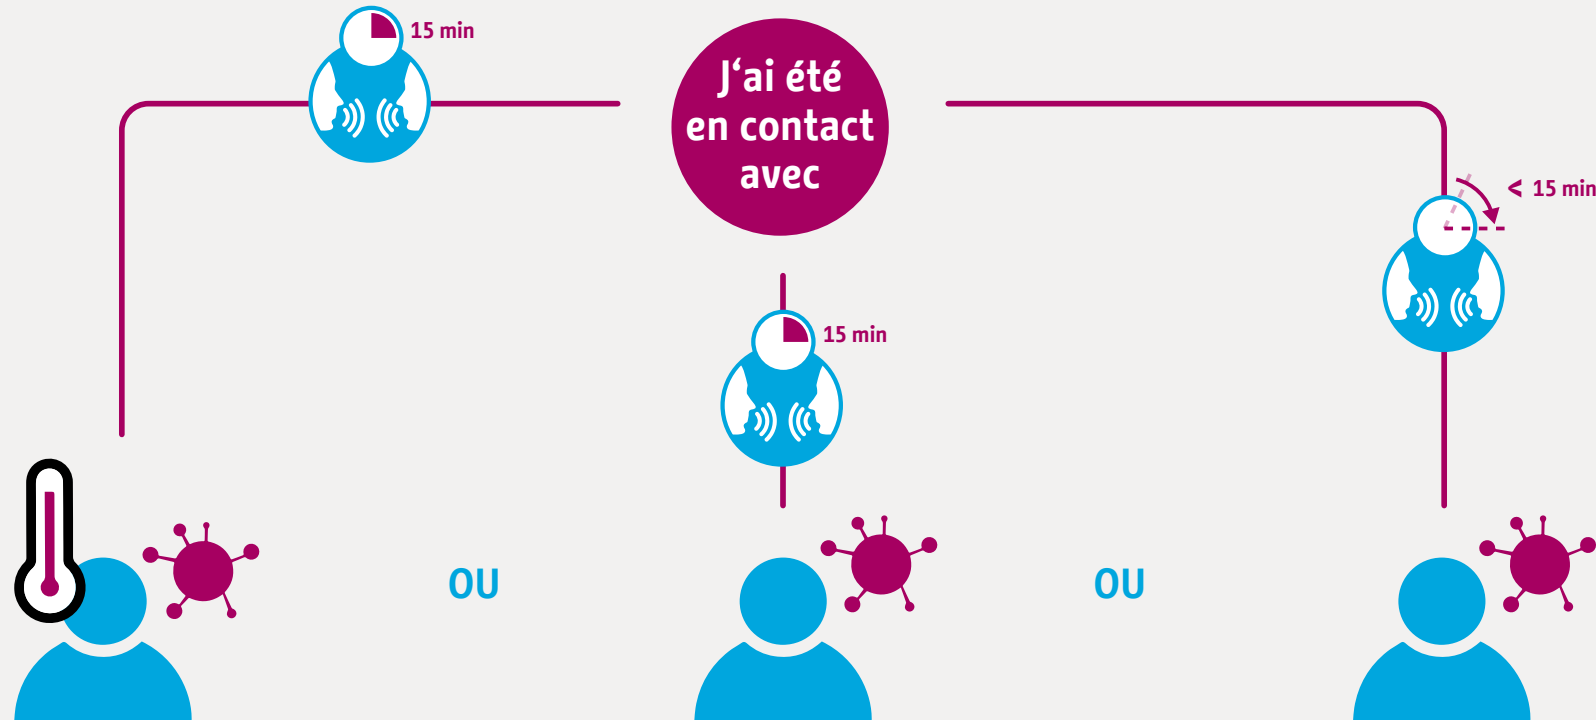 15 min
J‘ai été
en contact
avec
< 15 min
15 min
OU
OU